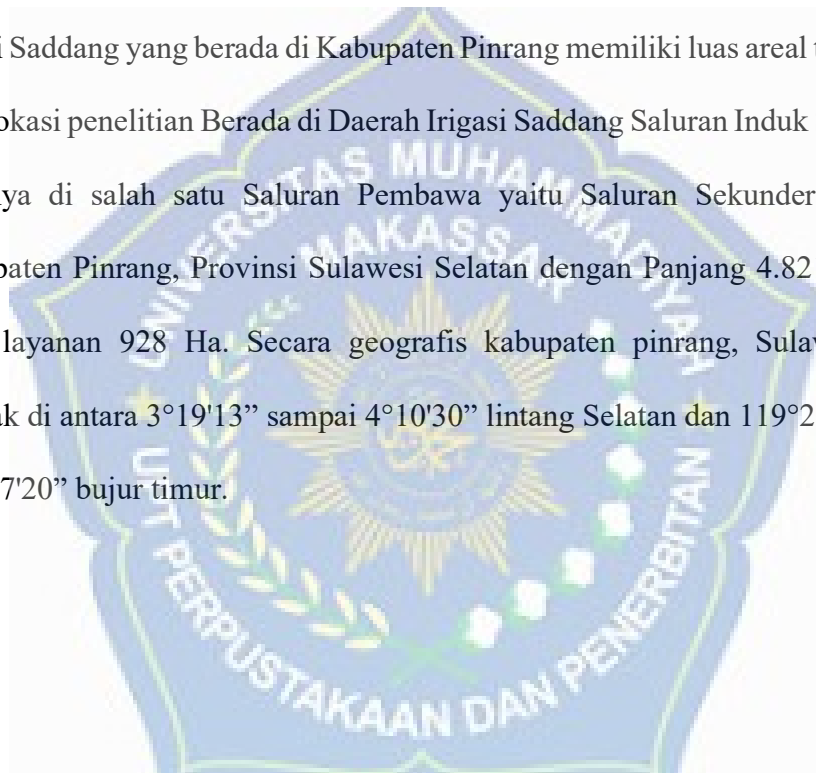 i Saddang yang berada di Kabupaten Pinrang memiliki luas areal
okasi penelitian Berada di Daerah Irigasi Saddang Saluran Induk
ya di salah satu Saluran Pembawa yaitu Saluran Sekunder
paten Pinrang, Provinsi Sulawesi Selatan dengan Panjang 4.82
layanan 928 Ha. Secara geografis kabupaten pinrang, Sulaw
ak di antara 3°19'13” sampai 4°10'30” lintang Selatan dan 119°2
7'20” bujur timur.
UNIVERSITAS MUHAMMADIYAH
MAKASSAR
UPT PERPUSTAKAAN DAN PENERBITAN